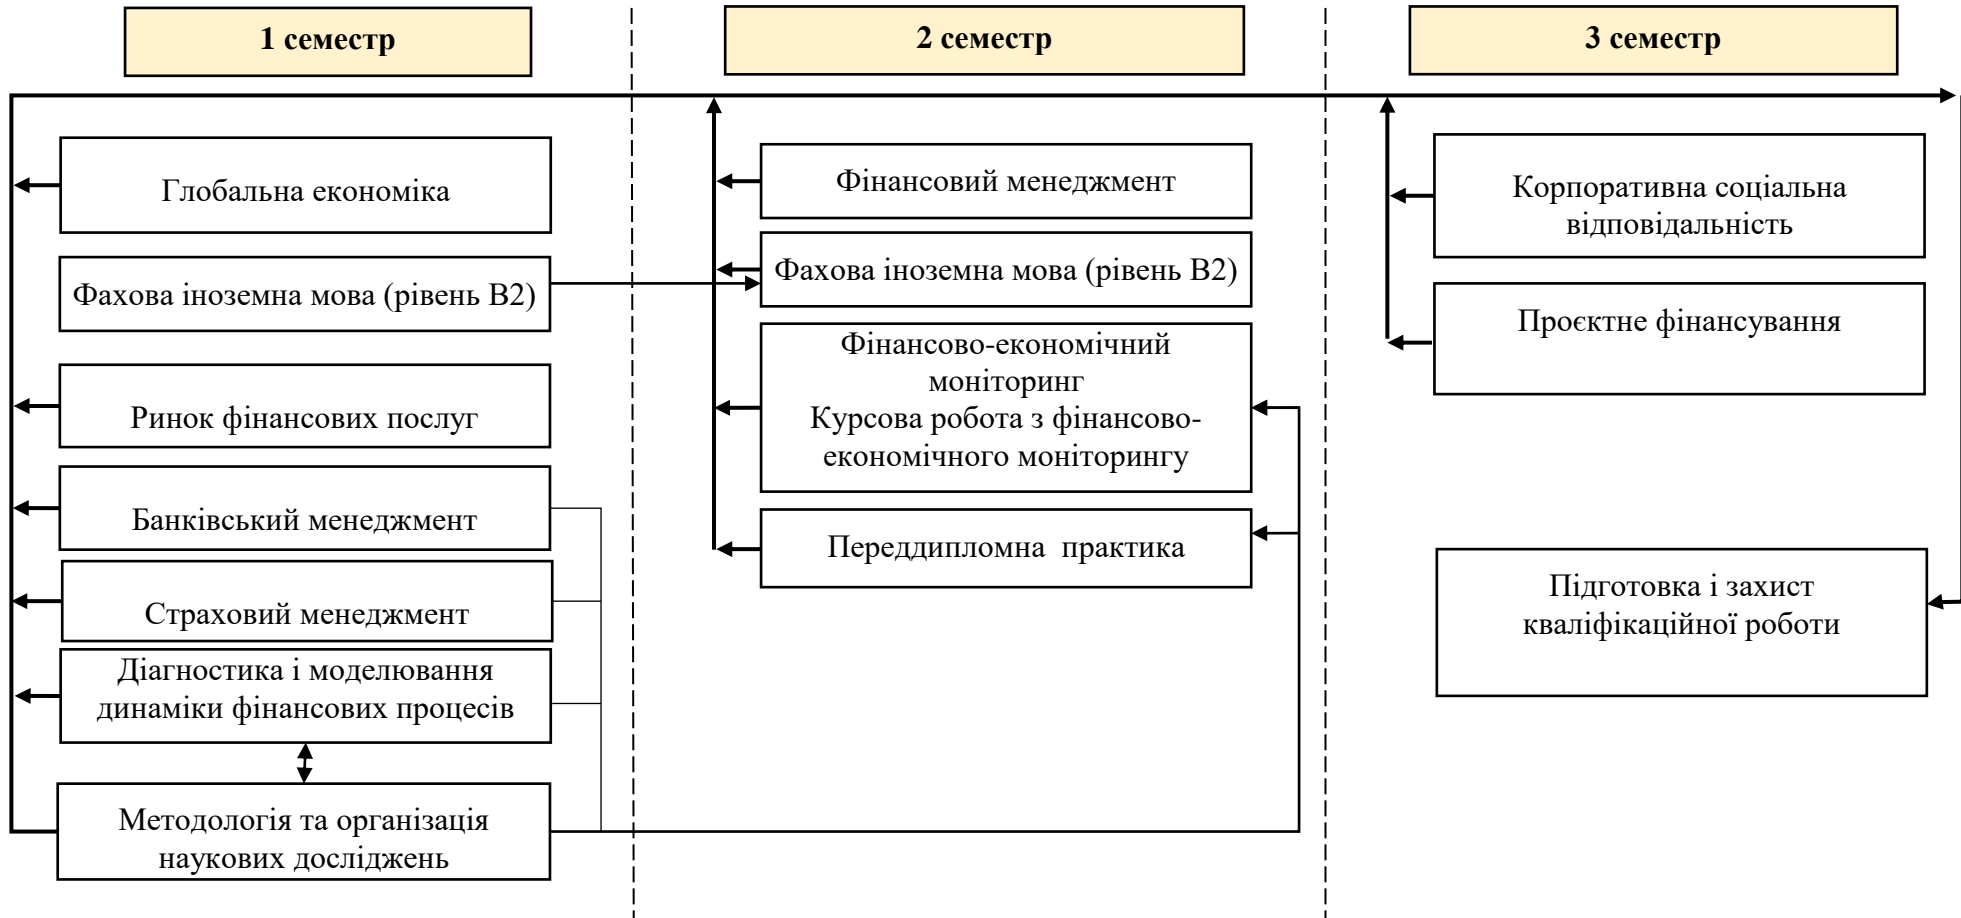 1 семестр
2 семестр
3 семестр
Глобальна економіка
Фахова іноземна мова (рівень В2)
Ринок фінансових послуг
Банківський менеджмент
Страховий менеджмент
Діагностика і моделювання
динаміки фінансових процесів
Методологія та організація
наукових досліджень
Фінансовий менеджмент
Фахова іноземна мова (рівень В2)
Фінансово-економічний
моніторинг
Курсова робота з фінансово-
економічного моніторингу
Переддипломна практика
Корпоративна соціальна
відповідальність
Проєктне фінансування
Підготовка і захист
кваліфікаційної роботи